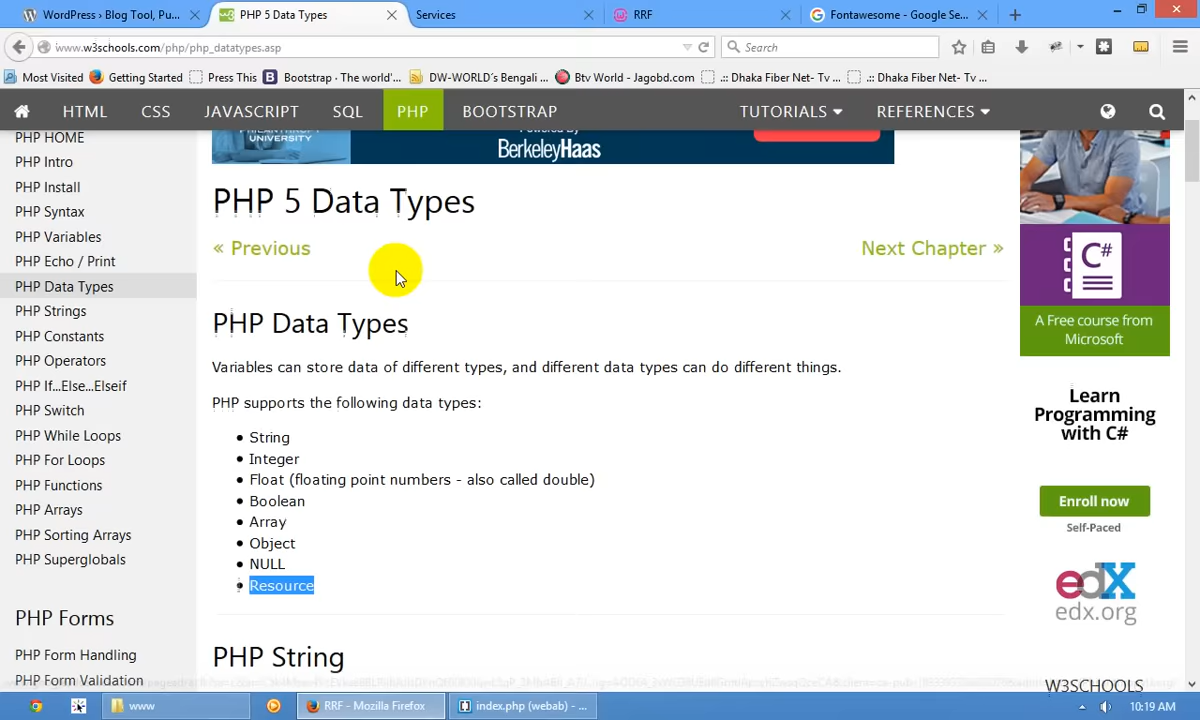 WordPress › Blog Tool, Pu...
PHP 5 Data Types
Services
RRF
Fontawesome - Google Se...
www.w3schools.com/php/php_datatypes.asp
Search
Most Visited
Getting Started
Press This
Bootstrap · The world'...
DW-WORLD´s Bengali ...
Btv World - Jagobd.com
.:: Dhaka Fiber Net- Tv ...
.:: Dhaka Fiber Net- Tv ...
HTML
CSS
JAVASCRIPT
SQL
PHP
BOOTSTRAP
TUTORIALS
REFERENCES
PHP HOME
PHP Intro
PHP Install
PHP Syntax
PHP Variables
PHP Echo / Print
PHP Data Types
PHP Strings
PHP Constants
PHP Operators
PHP If...Else...Elseif
PHP Switch
PHP While Loops
PHP For Loops
PHP Functions
PHP Arrays
PHP Sorting Arrays
PHP Superglobals
PHP Forms
PHP Form Handling
PHP Form Validation
UNIVERSITY
BerkeleyHaas
PHP 5 Data Types
« Previous
Next Chapter »
PHP Data Types
Variables can store data of different types, and different data types can do different things.
PHP supports the following data types:
• String
• Integer
• Float (floating point numbers - also called double)
• Boolean
• Array
• Object
• NULL
• Resource
PHP String
C#
A Free course from
Microsoft
Learn
Programming
with C#
Enroll now
Self-Paced
edX
edx.org
W3SCHOOLS
www
RRF - Mozilla Firefox
index.php (webab) - ...
10:19 AM